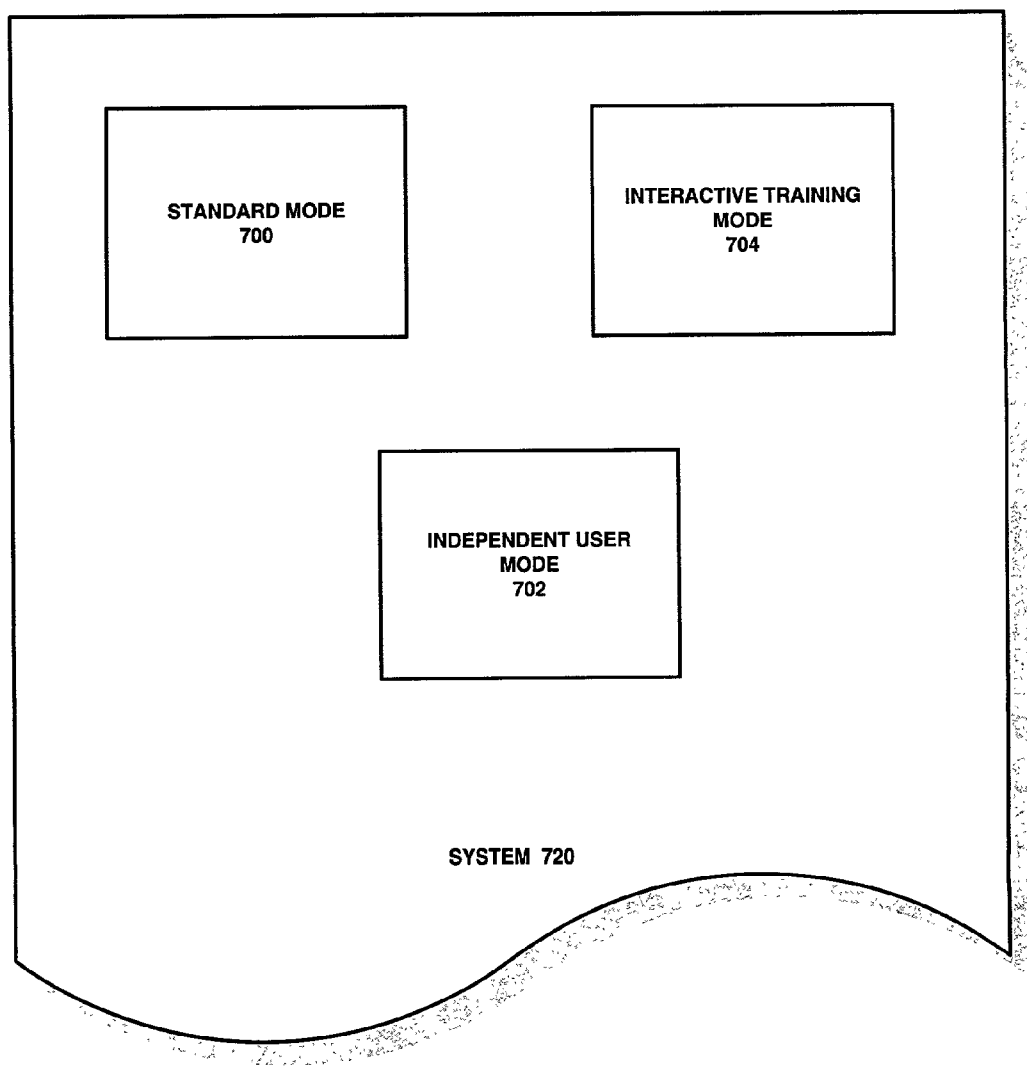 STANDARD MODE
700
INTERACTIVE TRAINING
MODE
704
INDEPENDENT USER
MODE
702
SYSTEM 720